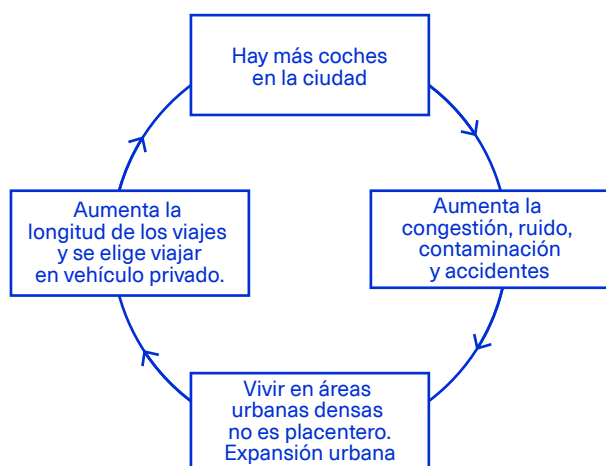 Hay más coches
en la ciudad
Aumenta la
congestión, ruido,
contaminación
y accidentes
Vivir en áreas
urbanas densas
no es placentero.
Expansión urbana
Aumenta la
longitud de los viajes
y se elige viajar
en vehículo privado.